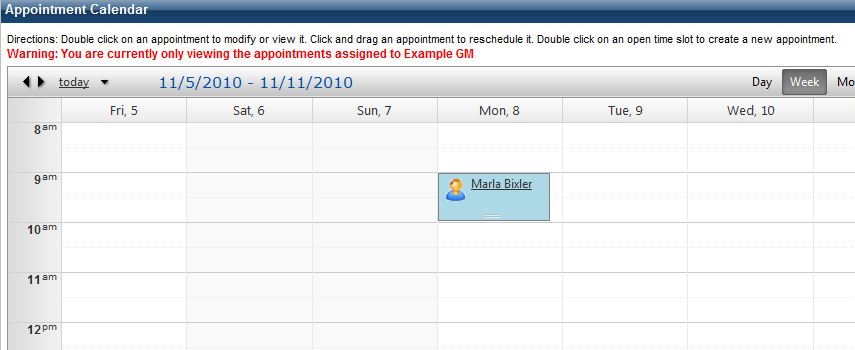 Appointment Calendar
Directions: Double click on an appointment to modify or view it. Click and drag an appointment to reschedule it. Double click on an open time slot to create a new appointment.
Warning: You are currently only viewing the appointments assigned to Example GM
today 11/5/2010 - 11/11/2010 Day Week Mo
Fri, 5 Sat, 6 Sun, 7 Mon, 8 Tue, 9 Wed, 10
8am
9am Marla Bixler
10am
11am
12pm